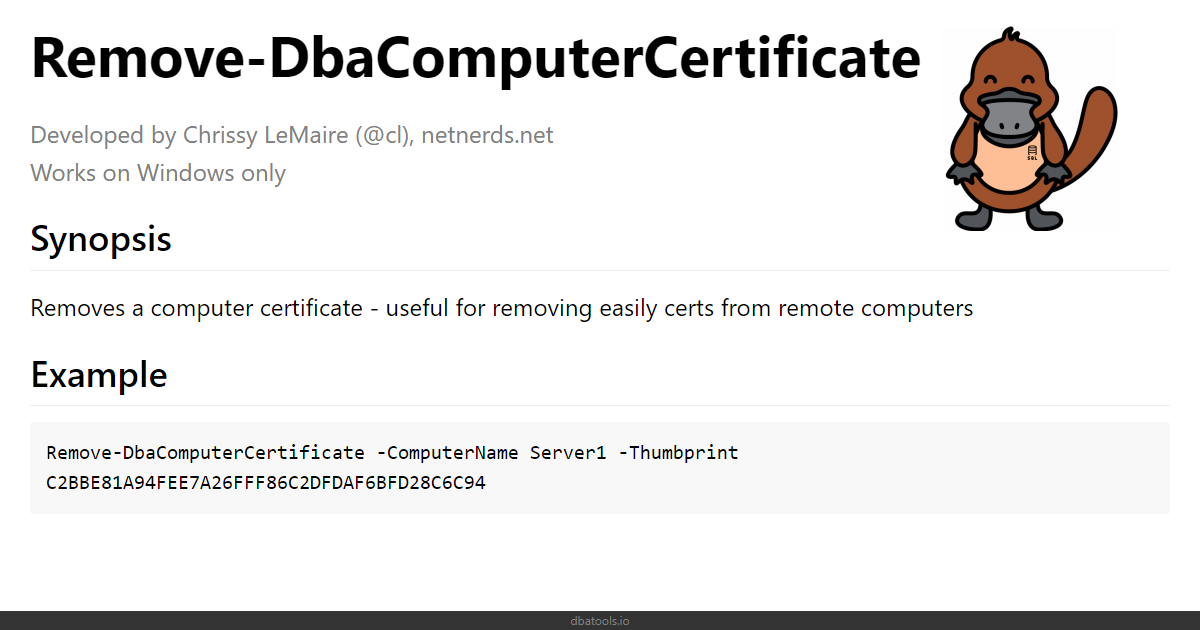 Remove-DbaComputerCertificate
Developed by Chrissy LeMaire (@cl), netnerds.net
Works on Windows only
SQL
Synopsis
Removes a computer certificate - useful for removing easily certs from remote computers
Example
Remove-DbaComputerCertificate -ComputerName Server1 -Thumbprint
C2BBE81A94FEE7A26FFF86C2DFDAF6BFD28C6C94
dbatools.io